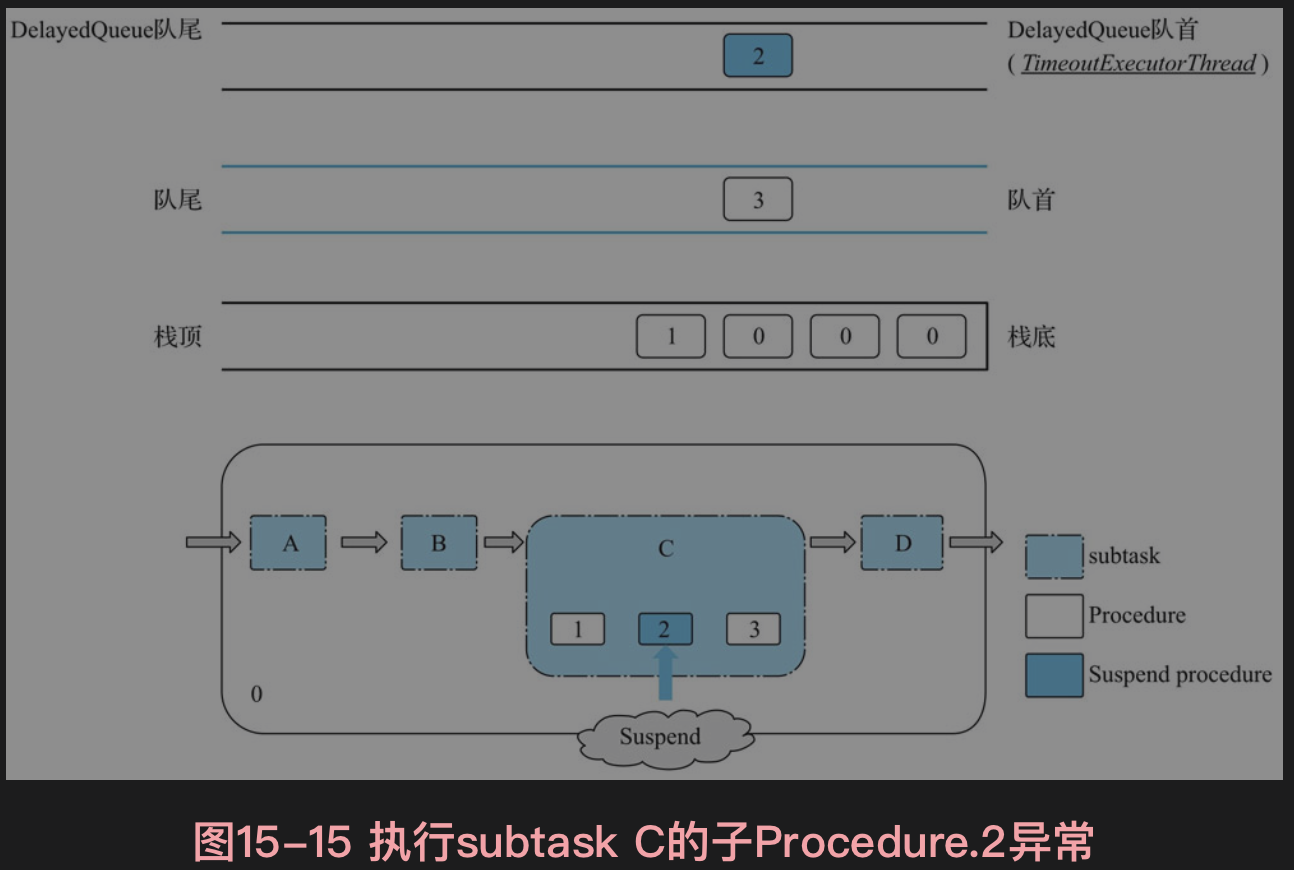 DelayedQueue队尾
2
DelayedQueue队首
( TimeoutExecutorThread )
队尾
3
队首
栈顶
1 0 0 0
栈底
A
B
C
D
1
2
3
0
Suspend
subtask
Procedure
Suspend procedure
图15-15 执行subtask C的子Procedure.2异常